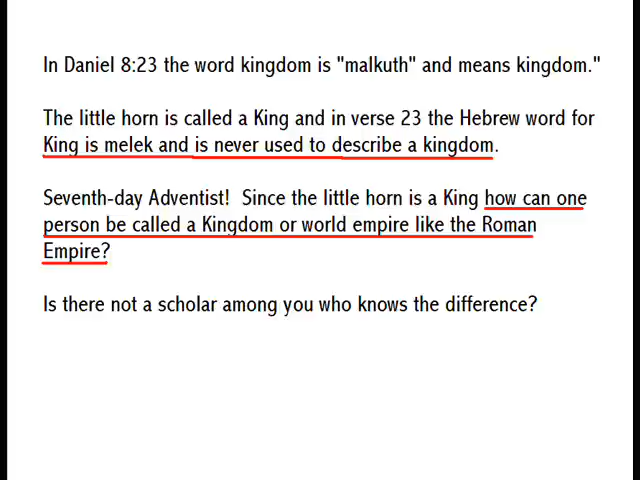 In Daniel 8:23 the word kingdom is "malkuth" and means kingdom."
The little horn is called a King and in verse 23 the Hebrew word for
King is melek and is never used to describe a kingdom.
Seventh-day Adventist!  Since the little horn is a King how can one
person be called a Kingdom or world empire like the Roman
Empire?
Is there not a scholar among you who knows the difference?